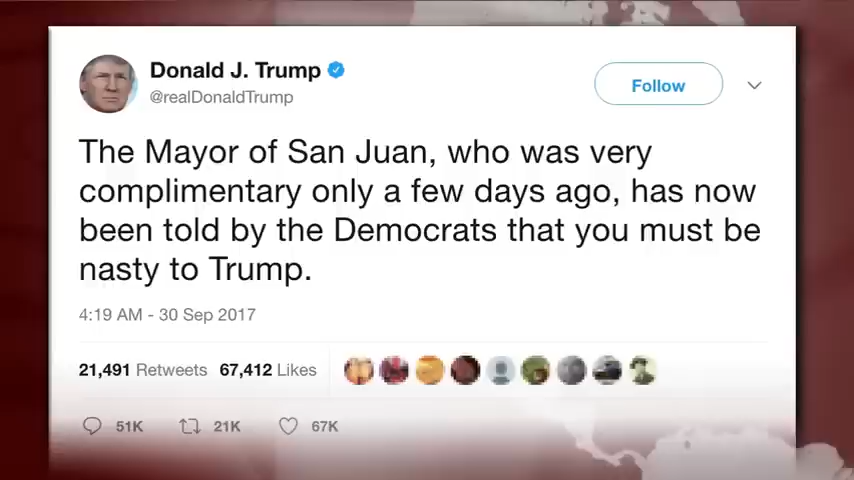 Donald J. Trump
@realDonaldTrump
Follow
The Mayor of San Juan, who was very
complimentary only a few days ago, has now
been told by the Democrats that you must be
nasty to Trump.
4:19 AM - 30 Sep 2017
21,491 Retweets 67,412 Likes
51K 21K 67K